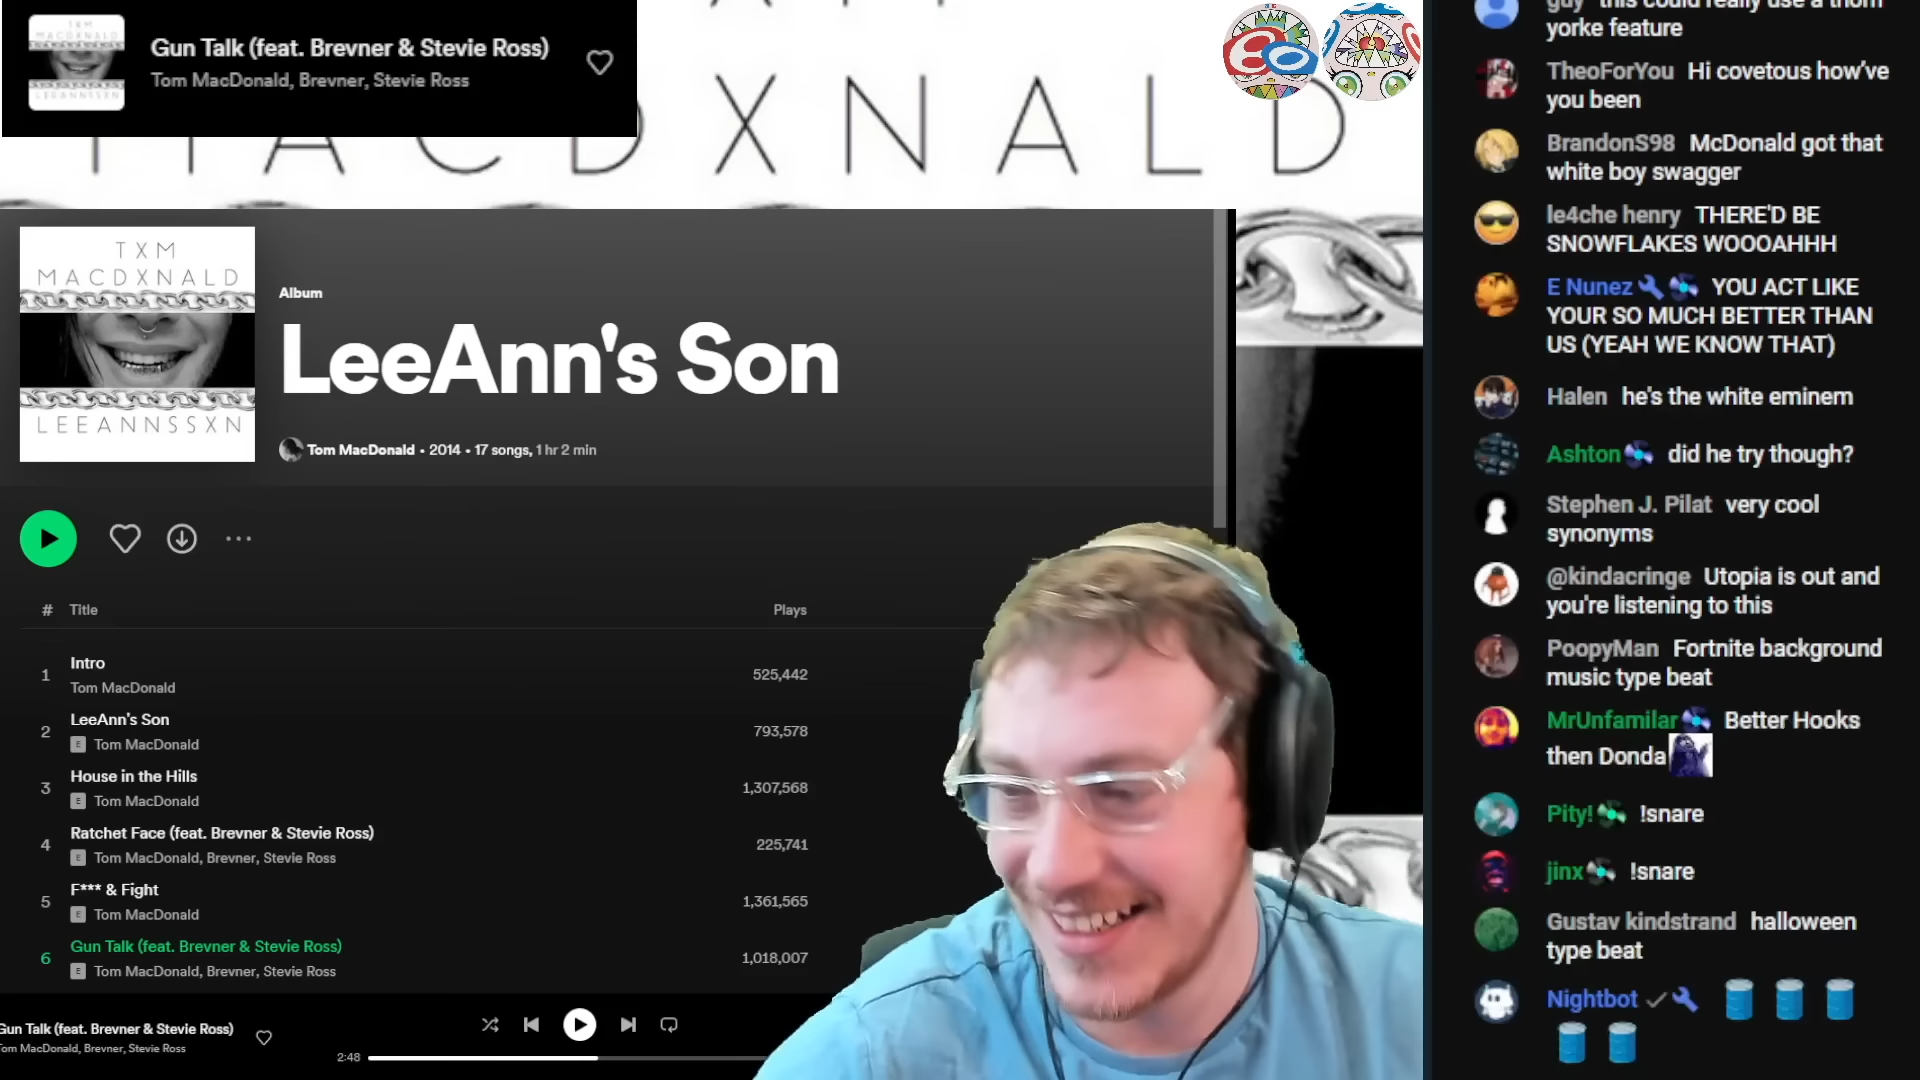 Gun Talk (feat. Brevner & Stevie Ross)
Tom MacDonald, Brevner, Stevie Ross
MACDXNALD
TXM
MACDXNALD
LEEANNSSXN
Album
LeeAnn's Son
Tom MacDonald • 2014 • 17 songs, 1 hr 2 min
# Title Plays
1 Intro 525,442
Tom MacDonald
2 LeeAnn's Son 793,578
E Tom MacDonald
3 House in the Hills 1,307,568
E Tom MacDonald
4 Ratchet Face (feat. Brevner & Stevie Ross) 225,741
E Tom MacDonald, Brevner, Stevie Ross
5 F*** & Fight 1,361,565
E Tom MacDonald
6 Gun Talk (feat. Brevner & Stevie Ross) 1,018,007
E Tom MacDonald, Brevner, Stevie Ross
Gun Talk (feat. Brevner & Stevie Ross)
Tom MacDonald, Brevner, Stevie Ross
2:48
guy this could really use a thom
yorke feature
TheoForYou Hi covetous how've
you been
BrandonS98 McDonald got that
white boy swagger
le4che henry THERE'D BE
SNOWFLAKES WOOOAHHH
E Nunez YOU ACT LIKE
YOUR SO MUCH BETTER THAN
US (YEAH WE KNOW THAT)
Halen he's the white eminem
Ashton did he try though?
Stephen J. Pilat very cool
synonyms
@kindacringe Utopia is out and
you're listening to this
PoopyMan Fortnite background
music type beat
MrUnfamilar Better Hooks
then Donda
Pity! !snare
jinx !snare
Gustav kindstrand halloween
type beat
Nightbot